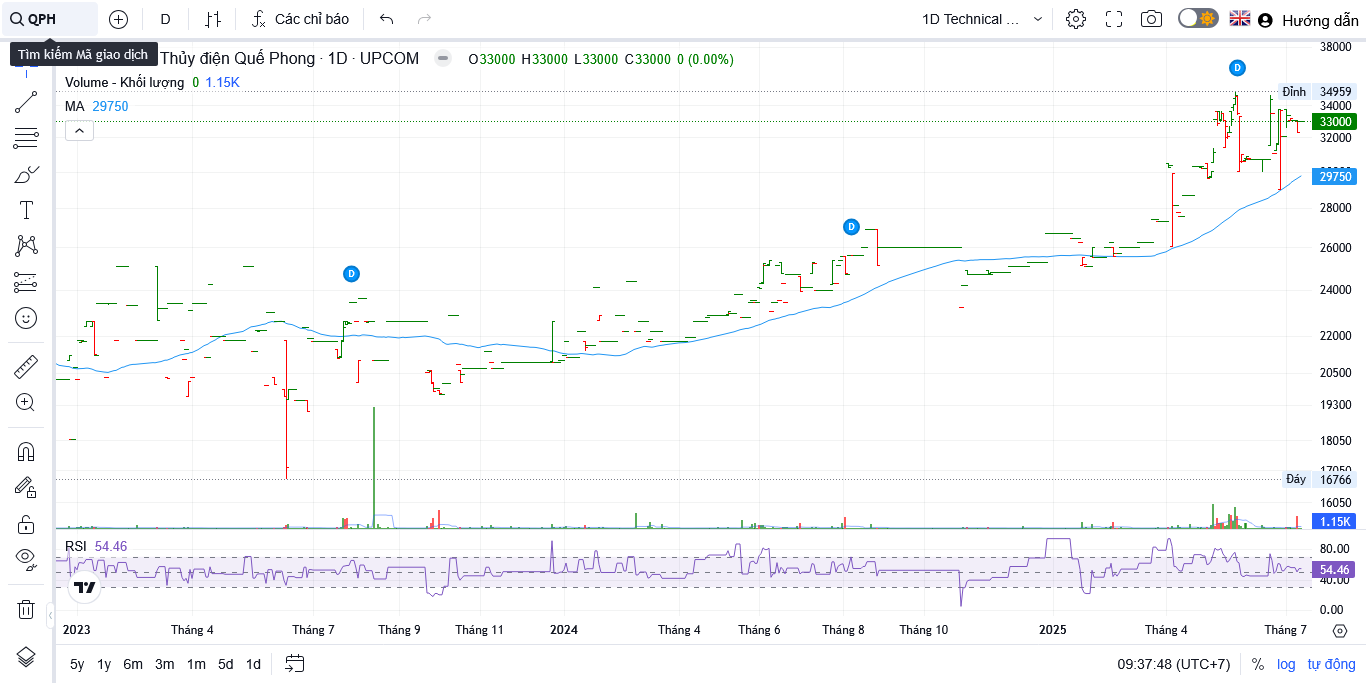 QPH D Các chỉ báo 1D Technical ... Hướng dẫn
Tìm kiếm Mã giao dịch
Thủy điện Quế Phong · 1D · UPCOM O33000 H33000 L33000 C33000 0 (0.00%)
Volume - Khối lượng 0 1.15K
MA 29750
38000
D
Đỉnh 34959
34000
33000
32000
29750
28000
D
26000
D
24000
22000
20500
19300
18050
17050
Đáy 16766
16050
1.15K
RSI 54.46
80.00
54.46
40.00
0.00
2023 Tháng 4 Tháng 7 Tháng 9 Tháng 11 2024 Tháng 4 Tháng 6 Tháng 8 Tháng 10 2025 Tháng 4 Tháng 7
5y 1y 6m 3m 1m 5d 1d 09:37:48 (UTC+7) % log tự động